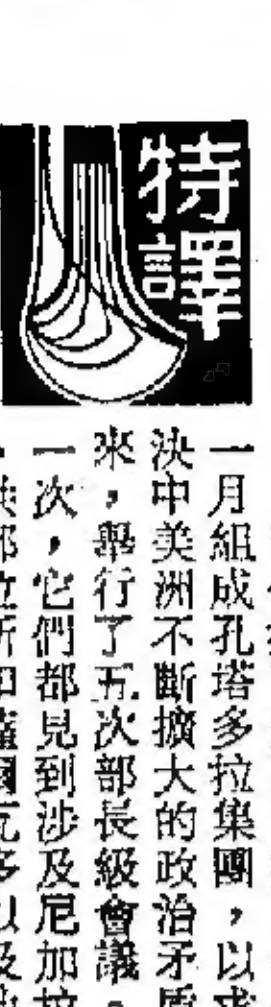 特譯
一月組成孔塔多拉集團，以求
決中美洲不斷擴大的政治矛盾
來，舉行了五次部長級會議。
一次，它們都見到涉及尼加拉